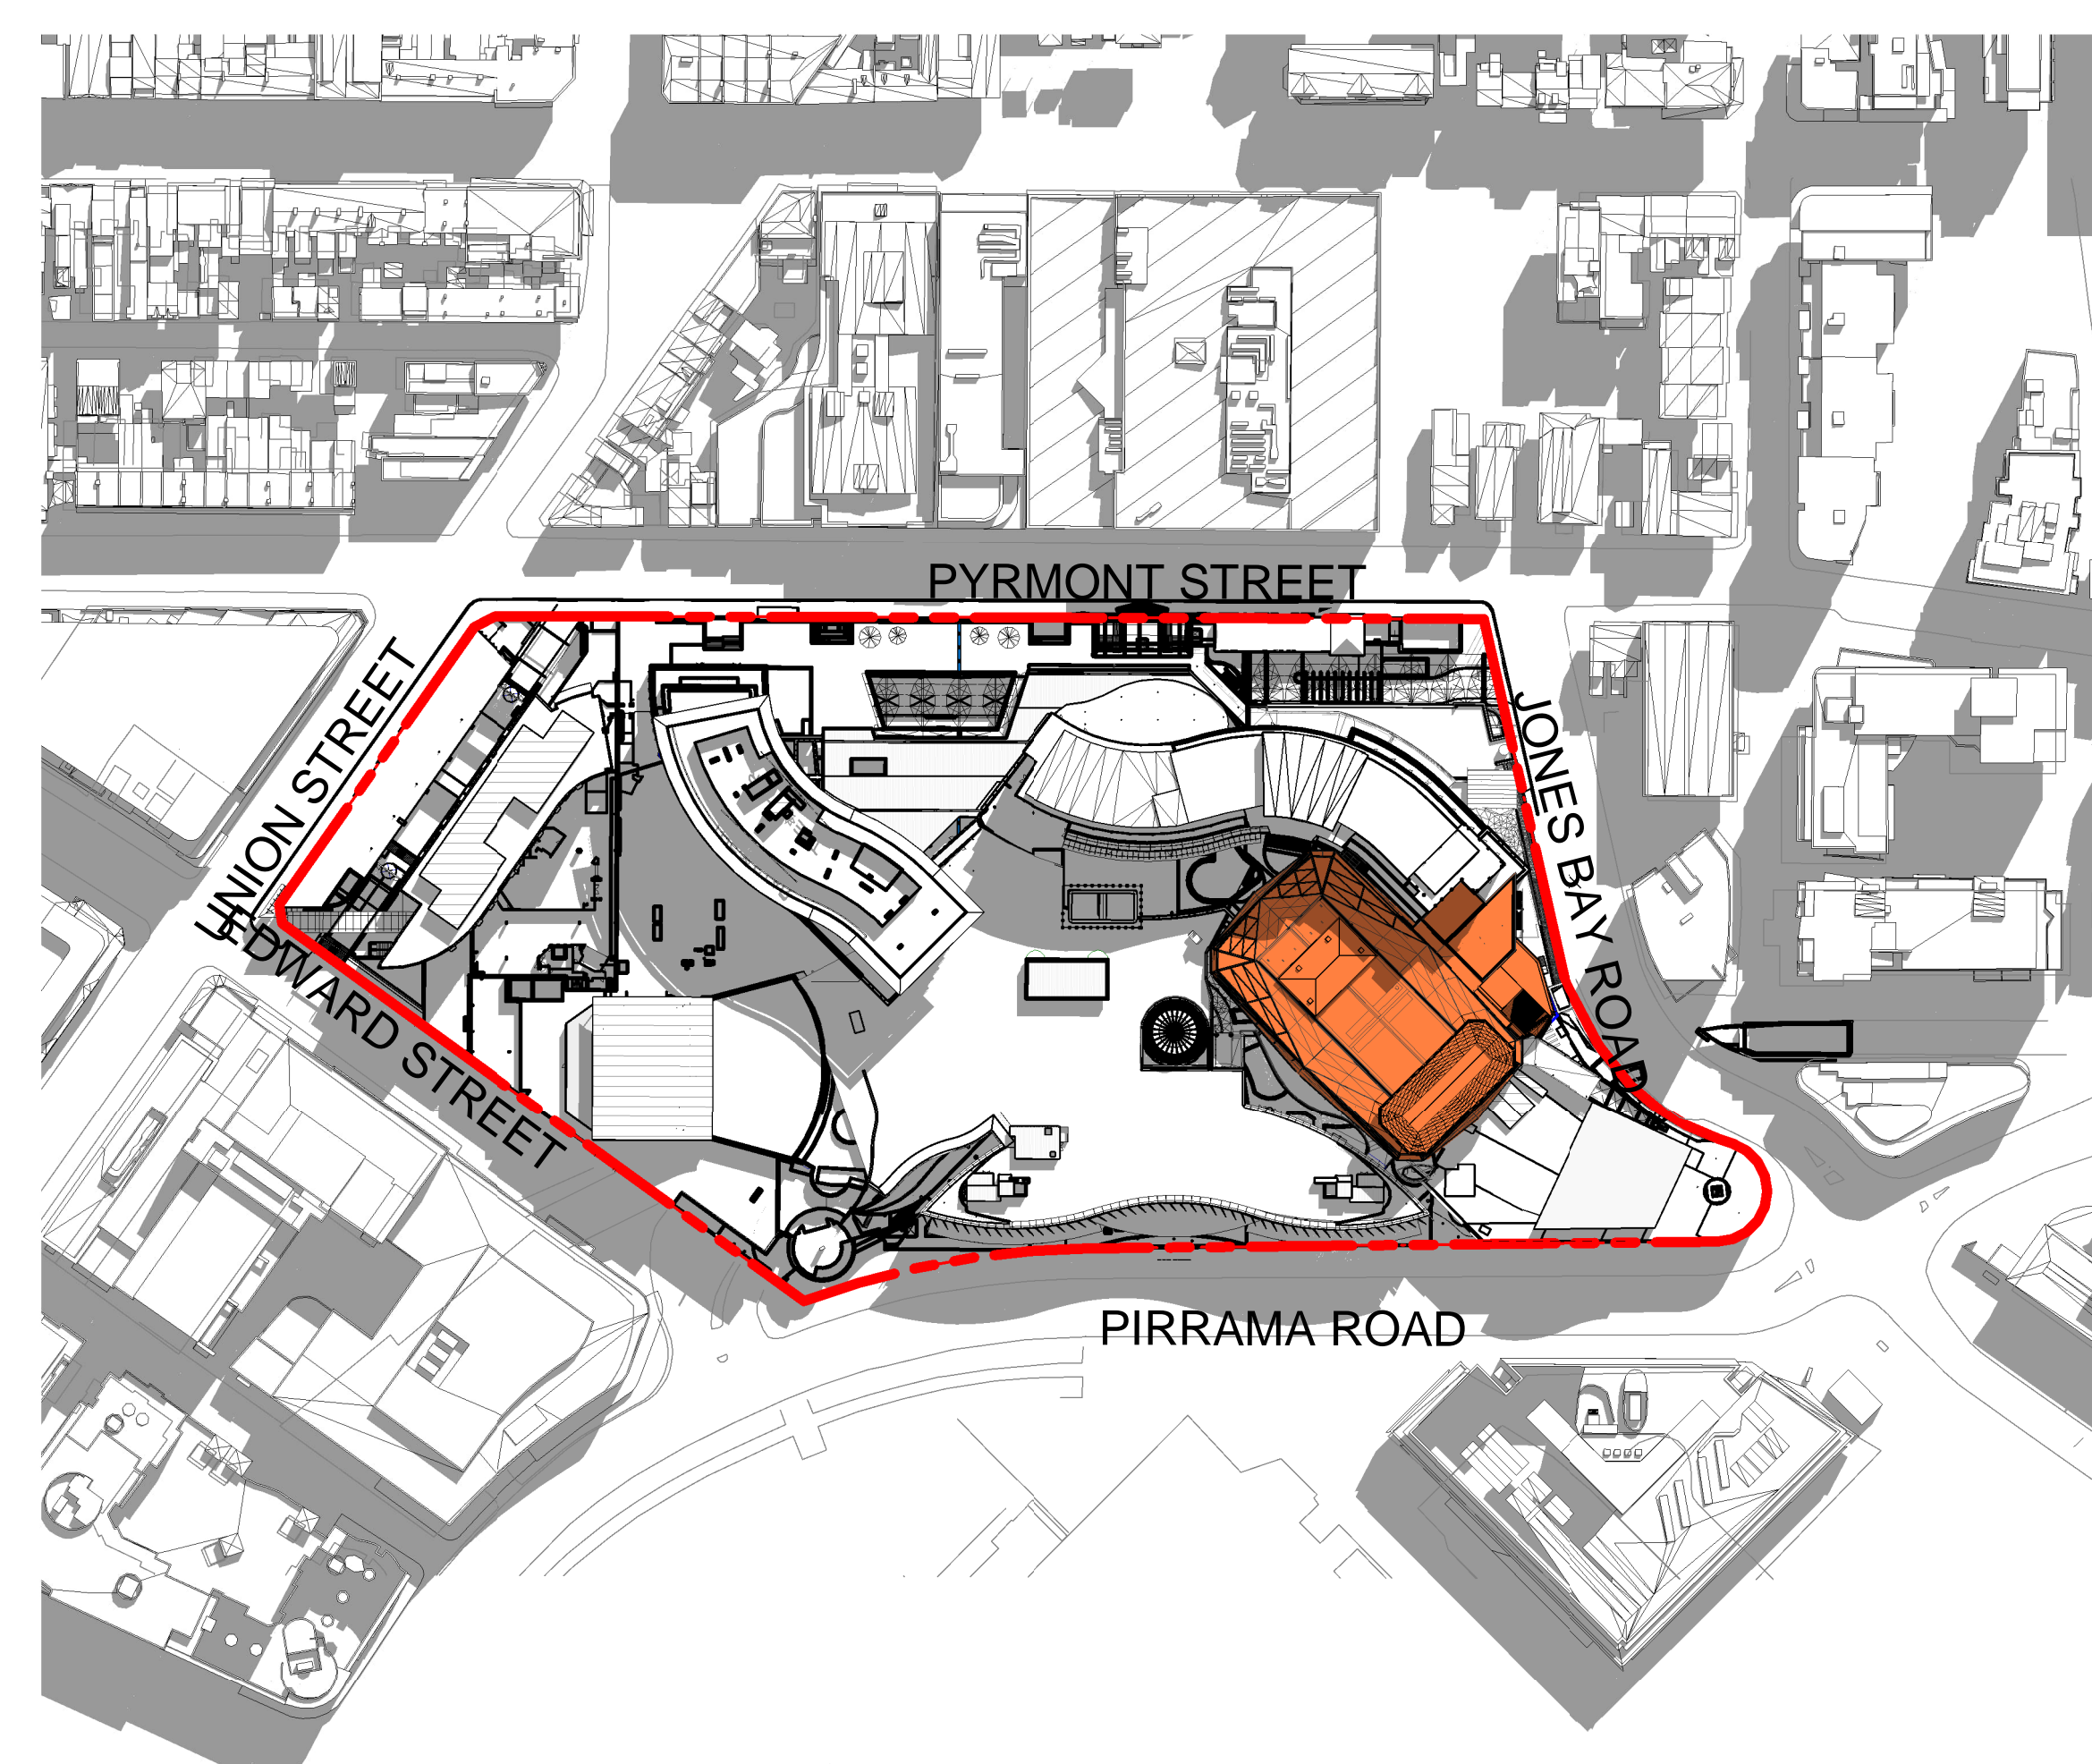 PYRMONT STREET
UNION STREET
JONES BAY ROAD
EDWARD STREET
PIRRAMA ROAD